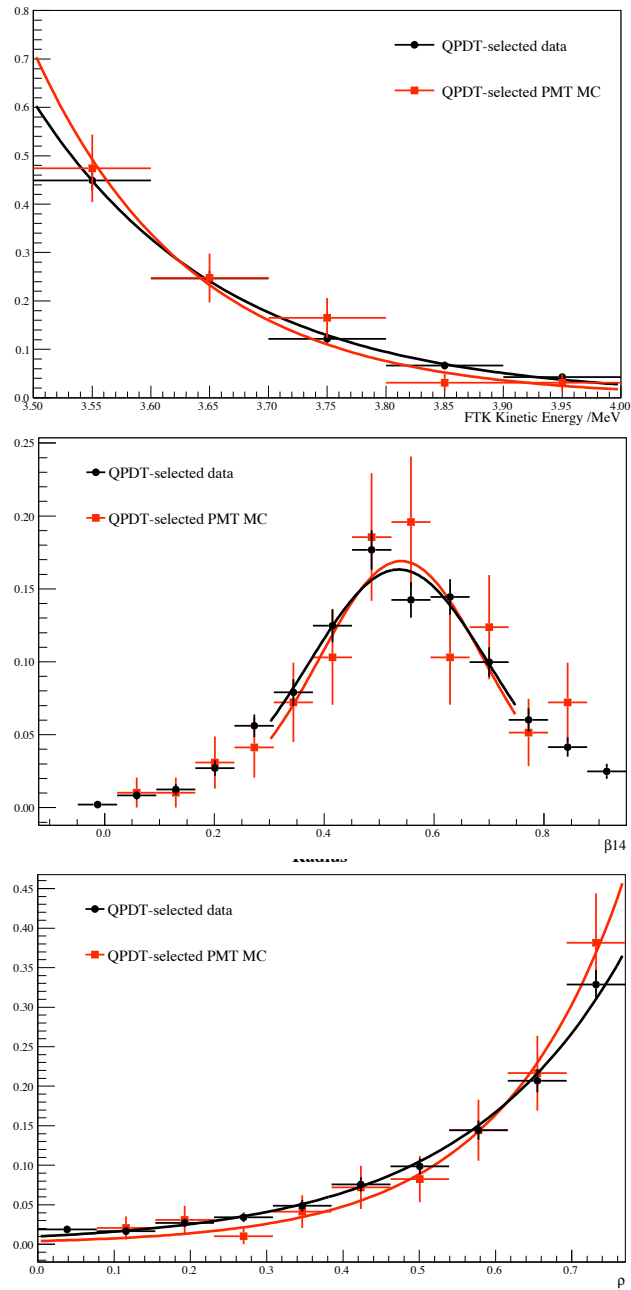 0.8
QPDT-selected data
0.7
QPDT-selected PMT MC
0.6
0.5
0.4
0.3
0.2
0.1
0.0
3.50 3.55 3.60 3.65 3.70 3.75 3.80 3.85 3.90 3.95 4.00
FTK Kinetic Energy /MeV
0.25
QPDT-selected data
0.20
QPDT-selected PMT MC
0.15
0.10
0.05
0.00
0.0 0.2 0.4 0.6 0.8
β14
Radius
0.45
QPDT-selected data
0.40
QPDT-selected PMT MC
0.35
0.30
0.25
0.20
0.15
0.10
0.05
0.00
0.0 0.1 0.2 0.3 0.4 0.5 0.6 0.7
ρ